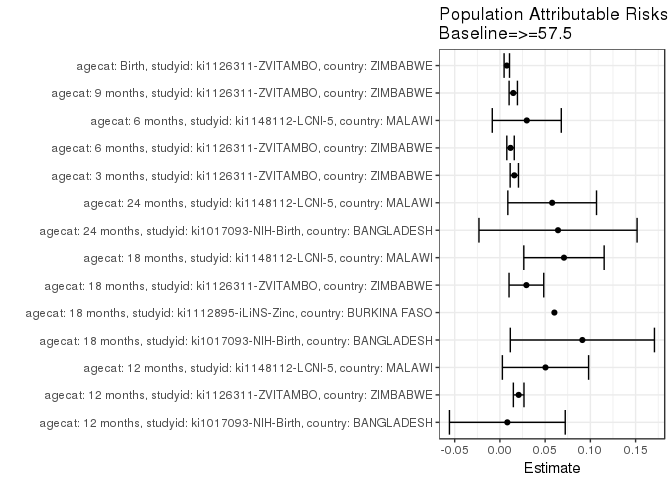 Population Attributable Risks
Baseline=>=57.5
agecat: Birth, studyid: ki1126311-ZVITAMBO, country: ZIMBABWE
agecat: 9 months, studyid: ki1126311-ZVITAMBO, country: ZIMBABWE
agecat: 6 months, studyid: ki1148112-LCNI-5, country: MALAWI
agecat: 6 months, studyid: ki1126311-ZVITAMBO, country: ZIMBABWE
agecat: 3 months, studyid: ki1126311-ZVITAMBO, country: ZIMBABWE
agecat: 24 months, studyid: ki1148112-LCNI-5, country: MALAWI
agecat: 24 months, studyid: ki1017093-NIH-Birth, country: BANGLADESH
agecat: 18 months, studyid: ki1148112-LCNI-5, country: MALAWI
agecat: 18 months, studyid: ki1126311-ZVITAMBO, country: ZIMBABWE
agecat: 18 months, studyid: ki1112895-iLiNS-Zinc, country: BURKINA FASO
agecat: 18 months, studyid: ki1017093-NIH-Birth, country: BANGLADESH
agecat: 12 months, studyid: ki1148112-LCNI-5, country: MALAWI
agecat: 12 months, studyid: ki1126311-ZVITAMBO, country: ZIMBABWE
agecat: 12 months, studyid: ki1017093-NIH-Birth, country: BANGLADESH
-0.05 0.00 0.05 0.10 0.15
Estimate